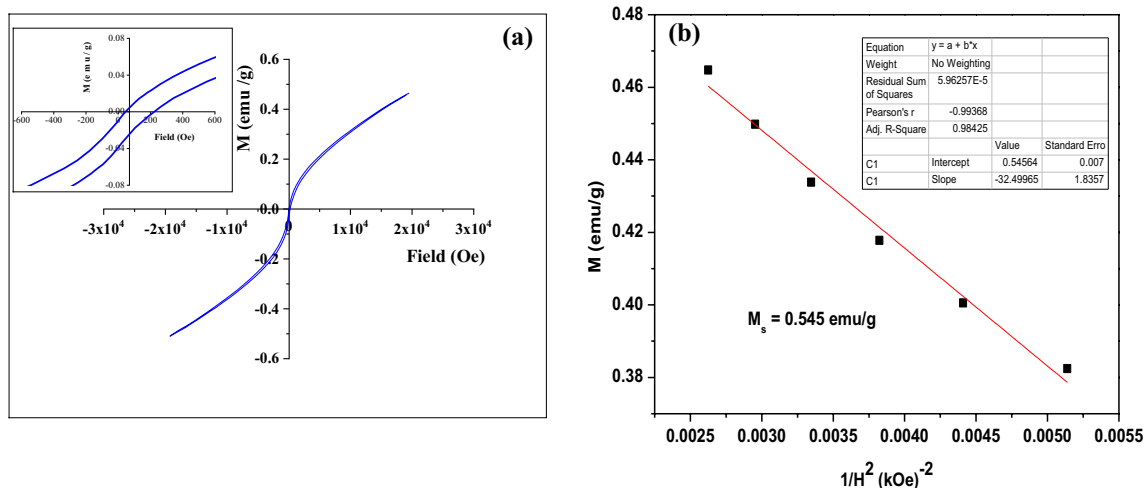 (a)
M (e m u / g)
0.08
0.04
0.00
-0.04
-0.08
-600 -400 -200 0 200 400 600
Field (Oe)
M (emu /g)
0.6
0.4
0.2
0.0
-0.2
-0.4
-0.6
-3x10⁴ -2x10⁴ -1x10⁴ 0 1x10⁴ 2x10⁴ 3x10⁴
Field (Oe)
(b)
M (emu/g)
0.48
0.46
0.44
0.42
0.40
0.38
Equation y = a + b*x
Weight No Weighting
Residual Sum of Squares 5.96257E-5
Pearson's r -0.99368
Adj. R-Square 0.98425
Value Standard Erro
C1 Intercept 0.54564 0.007
C1 Slope -32.49965 1.8357
Mₛ = 0.545 emu/g
0.0025 0.0030 0.0035 0.0040 0.0045 0.0050 0.0055
1/H² (kOe)⁻²